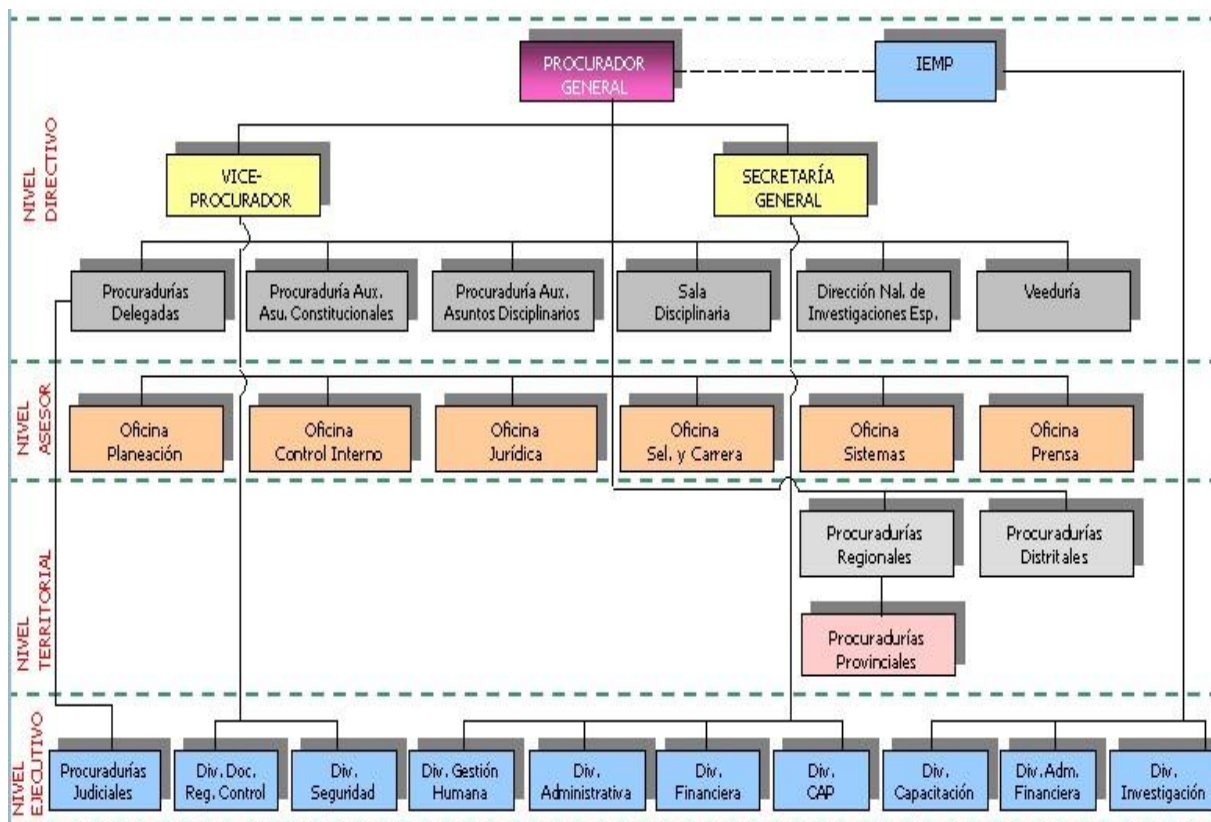 PROCURADOR
GENERAL
IEMP
NIVEL
DIRECTIVO
VICE-
PROCURADOR
SECRETARÍA
GENERAL
Procuradurías
Delegadas
Procuraduría Aux.
Asu. Constitucionales
Procuraduría Aux.
Asuntos Disciplinarios
Sala
Disciplinaria
Dirección Nal. de
Investigaciones Esp.
Veeduría
NIVEL
ASESOR
Oficina
Planeación
Oficina
Control Interno
Oficina
Jurídica
Oficina
Sel. y Carrera
Oficina
Sistemas
Oficina
Prensa
NIVEL
TERRITORIAL
Procuradurías
Regionales
Procuradurías
Distritales
Procuradurías
Provinciales
NIVEL
EJECUTIVO
Procuradurías
Judiciales
Div. Doc.
Reg. Control
Div.
Seguridad
Div. Gestión
Humana
Div.
Administrativa
Div.
Financiera
Div.
CAP
Div.
Capacitación
Div. Adm.
Financiera
Div.
Investigación